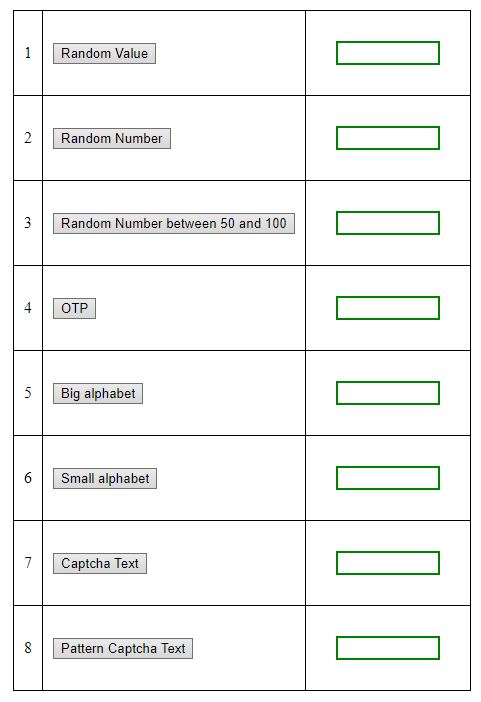 1 Random Value
2 Random Number
3 Random Number between 50 and 100
4 OTP
5 Big alphabet
6 Small alphabet
7 Captcha Text
8 Pattern Captcha Text